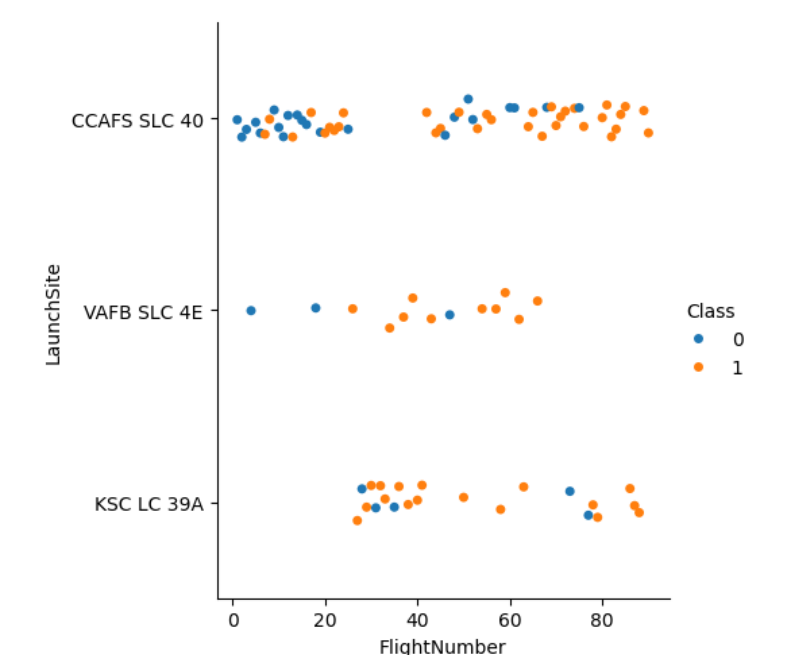 CCAFS SLC 40
VAFB SLC 4E
KSC LC 39A
LaunchSite
0 20 40 60 80
FlightNumber
Class
0
1